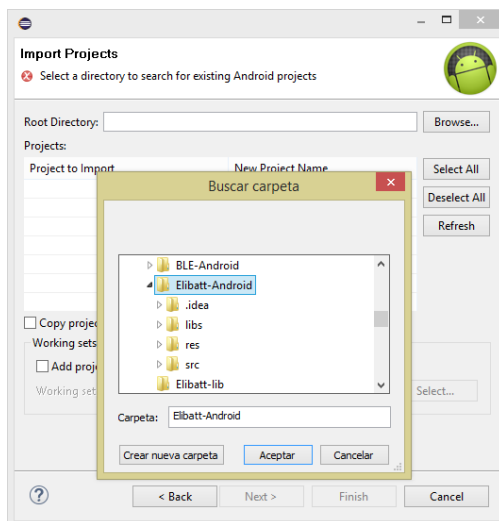 Import Projects
Select a directory to search for existing Android projects
Root Directory:
Browse...
Projects:
Project to Import New Project Name
Select All
Deselect All
Refresh
Buscar carpeta
BLE-Android
Elibatt-Android
.idea
libs
res
src
Elibatt-lib
Carpeta: Elibatt-Android
Crear nueva carpeta Aceptar Cancelar
Copy projec
Working sets
Add proj
Working set
Select...
< Back Next > Finish Cancel